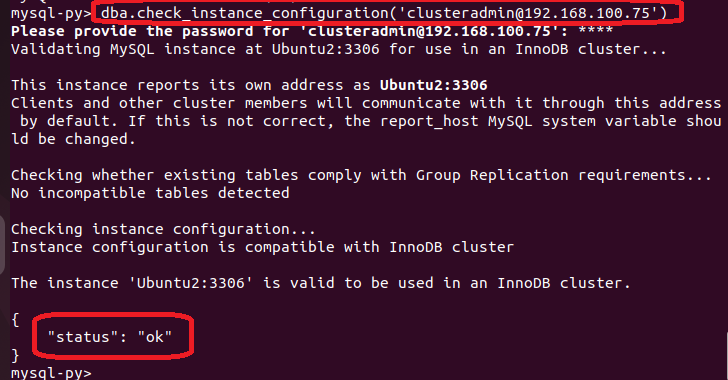 mysql-py> dba.check_instance_configuration('clusteradmin@192.168.100.75')
Please provide the password for 'clusteradmin@192.168.100.75': ****
Validating MySQL instance at Ubuntu2:3306 for use in an InnoDB cluster...
This instance reports its own address as Ubuntu2:3306
Clients and other cluster members will communicate with it through this address
by default. If this is not correct, the report_host MySQL system variable shou
ld be changed.
Checking whether existing tables comply with Group Replication requirements...
No incompatible tables detected
Checking instance configuration...
Instance configuration is compatible with InnoDB cluster
The instance 'Ubuntu2:3306' is valid to be used in an InnoDB cluster.
{
"status": "ok"
}
mysql-py>